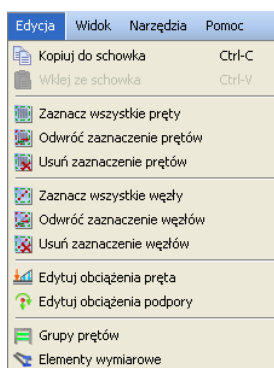 Edycja Widok Narzędzia Pomoc
Kopiuj do schowka Ctrl-C
Wklej ze schowka Ctrl-V
Zaznacz wszystkie pręty
Odwróć zaznaczenie prętów
Usuń zaznaczenie prętów
Zaznacz wszystkie węzły
Odwróć zaznaczenie węzłów
Usuń zaznaczenie węzłów
Edytuj obciążenia pręta
Edytuj obciążenia podpory
Grupy prętów
Elementy wymiarowe